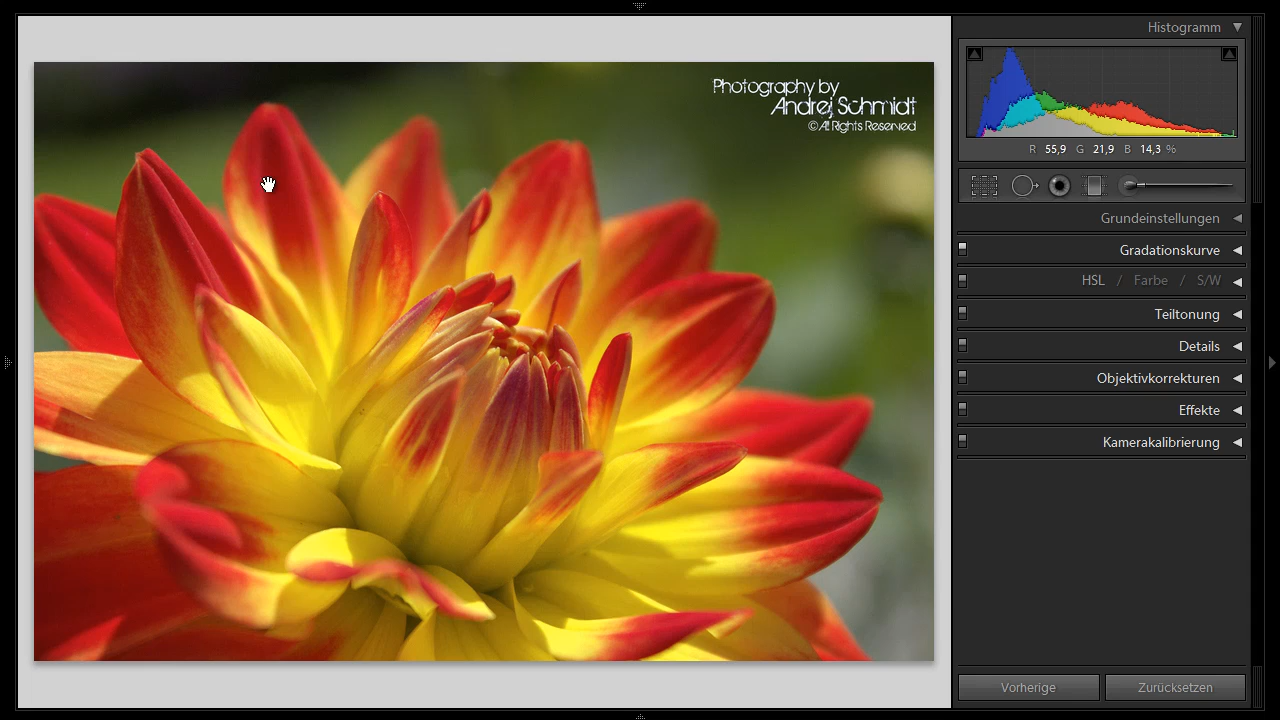 Histogramm
Photography by
Andrej Schmidt
© All Rights Reserved
R 55,9 G 21,9 B 14,3 %
Grundeinstellungen
Gradationskurve
HSL / Farbe / S/W
Teiltonung
Details
Objektivkorrekturen
Effekte
Kamerakalibrierung
Vorherige Zurücksetzen